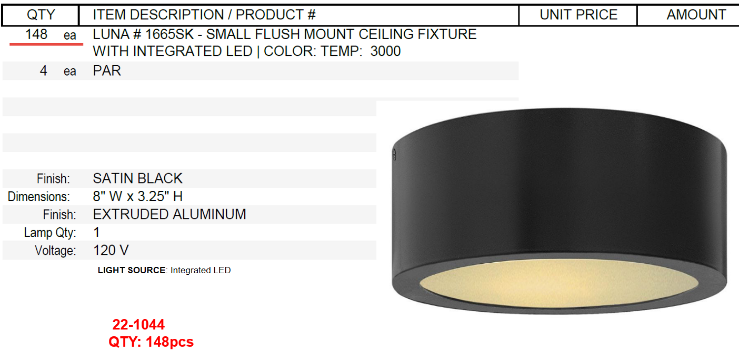 QTY ITEM DESCRIPTION / PRODUCT # UNIT PRICE AMOUNT
148 ea LUNA # 1665SK - SMALL FLUSH MOUNT CEILING FIXTURE
WITH INTEGRATED LED | COLOR: TEMP: 3000
4 ea PAR
Finish: SATIN BLACK
Dimensions: 8" W x 3.25" H
Finish: EXTRUDED ALUMINUM
Lamp Qty: 1
Voltage: 120 V
LIGHT SOURCE: Integrated LED
22-1044
QTY: 148pcs